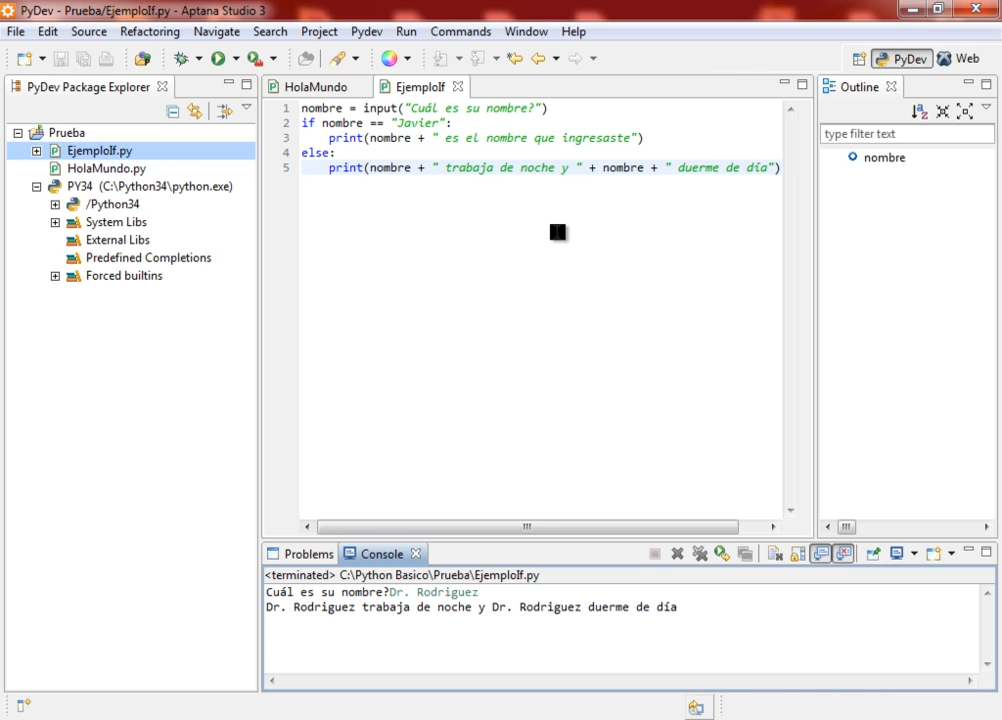 PyDev - Prueba/EjemploIf.py - Aptana Studio 3
File Edit Source Refactoring Navigate Search Project Pydev Run Commands Window Help
PyDev Web
PyDev Package Explorer
HolaMundo EjemploIf
Outline
Prueba
EjemploIf.py
HolaMundo.py
PY34 (C:\Python34\python.exe)
/Python34
System Libs
External Libs
Predefined Completions
Forced builtins
1 nombre = input("Cuál es su nombre?")
2 if nombre == "Javier":
3 print(nombre + " es el nombre que ingresaste")
4 else:
5 print(nombre + " trabaja de noche y " + nombre + " duerme de día")
type filter text
nombre
Problems Console
<terminated> C:\Python Basico\Prueba\EjemploIf.py
Cuál es su nombre?Dr. Rodriguez
Dr. Rodriguez trabaja de noche y Dr. Rodriguez duerme de día